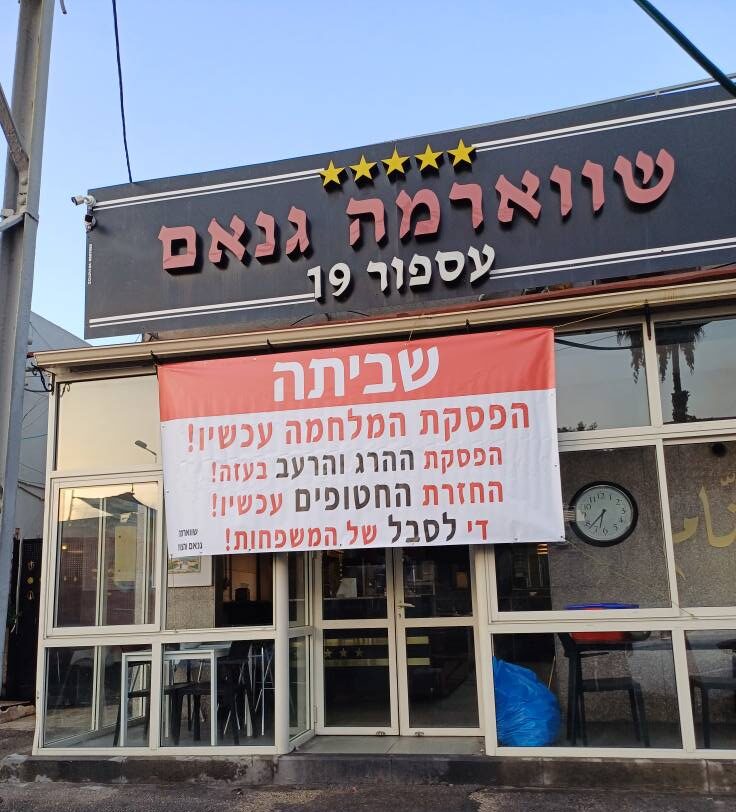 שווארמה גנאם
עספור 19
שביתה
הפסקת המלחמה עכשיו!
הפסקת ההרג והרעב בעזה!
החזרת החטופים עכשיו!
די לסבל של המשפחות!
שווארמה